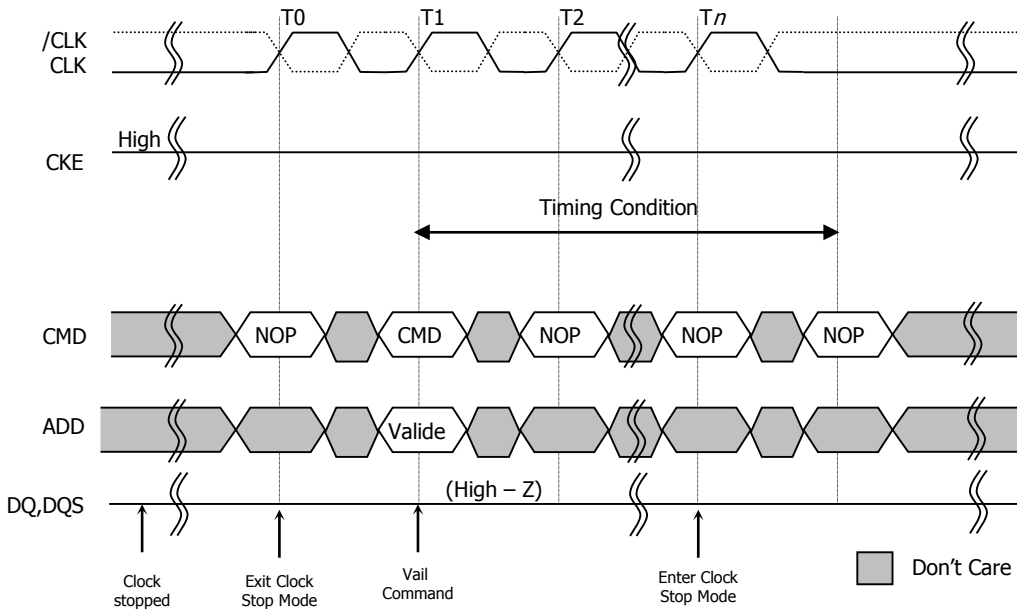 T0 T1 T2 Tn
/CLK
CLK
High
CKE
Timing Condition
CMD NOP CMD NOP NOP NOP
ADD Valide
(High – Z)
DQ,DQS
Clock
stopped
Exit Clock
Stop Mode
Vail
Command
Enter Clock
Stop Mode
Don't Care